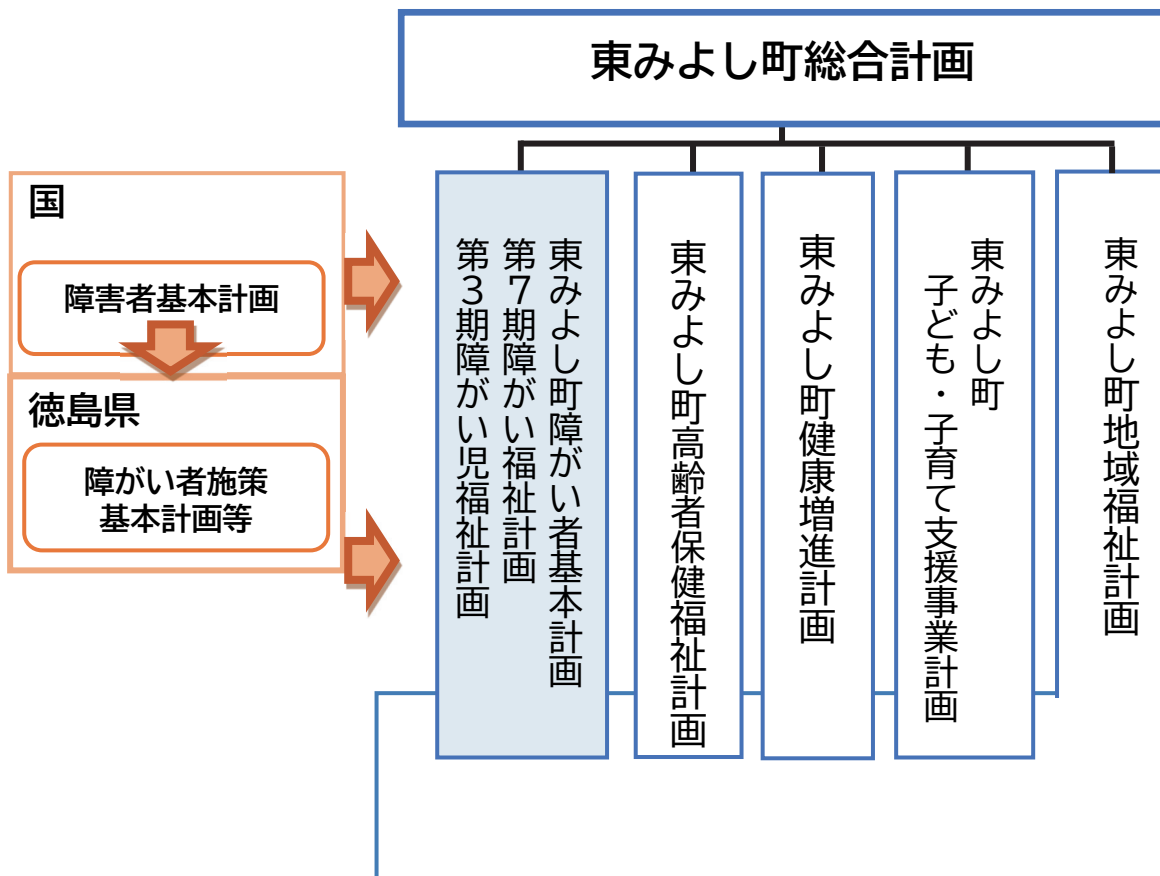 東みよし町総合計画
国
障害者基本計画
徳島県
障がい者施策
基本計画等
東みよし町障がい者基本計画
第７期障がい福祉計画
第３期障がい児福祉計画
東みよし町高齢者保健福祉計画
東みよし町健康増進計画
東みよし町
子ども・子育て支援事業計画
東みよし町地域福祉計画